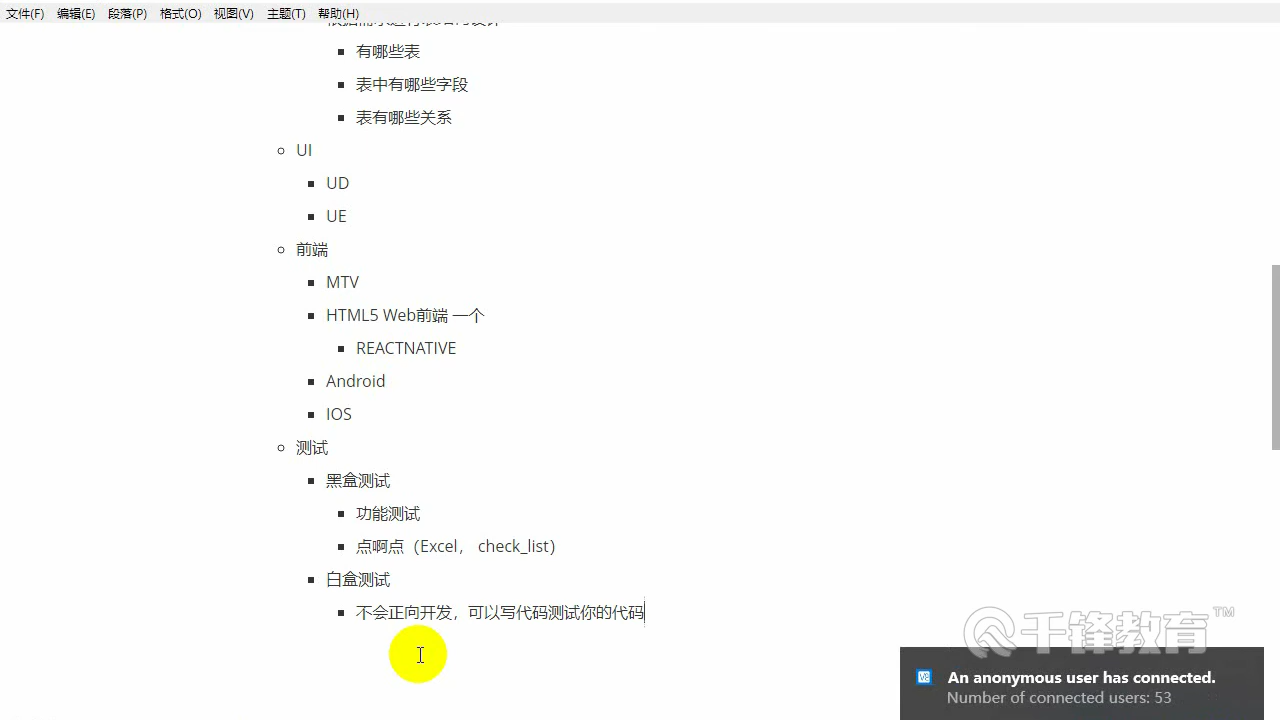 文件(F) 编辑(E) 段落(P) 格式(O) 视图(V) 主题(T) 帮助(H)
有哪些表
表中有哪些字段
表有哪些关系
UI
UD
UE
前端
MTV
HTML5 Web前端 一个
REACTNATIVE
Android
IOS
测试
黑盒测试
功能测试
点啊点（Excel， check_list）
白盒测试
不会正向开发，可以写代码测试你的代码
千锋教育™
An anonymous user has connected.
Number of connected users: 53